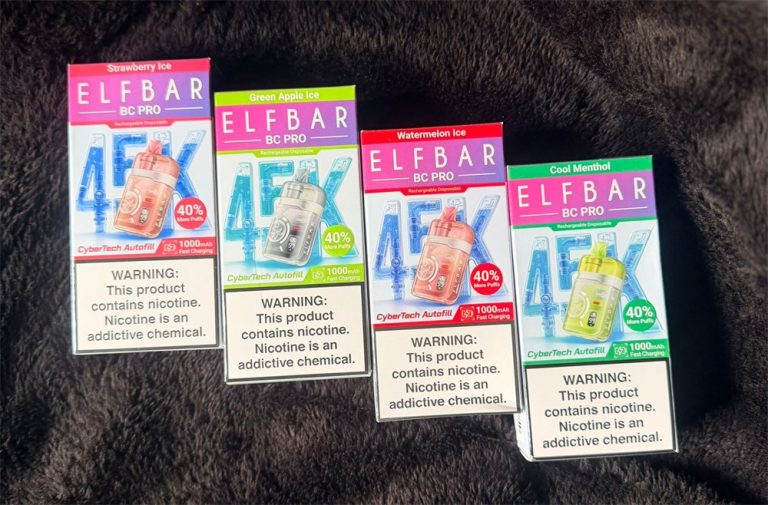 Strawberry Ice
ELFBAR
BC PRO
Rechargeable Disposable
45K
40%
More Puffs
CyberTech Autofill
1000mAh
Fast Charging
WARNING:
This product
contains nicotine.
Nicotine is an
addictive chemical.
Green Apple Ice
ELFBAR
BC PRO
Rechargeable Disposable
45K
40%
More Puffs
CyberTech Autofill
1000mAh
Fast Charging
WARNING:
This product
contains nicotine.
Nicotine is an
addictive chemical.
Watermelon Ice
ELFBAR
BC PRO
Rechargeable Disposable
45K
40%
More Puffs
CyberTech Autofill
1000mAh
Fast Charging
WARNING:
This product
contains nicotine.
Nicotine is an
addictive chemical.
Cool Menthol
ELFBAR
BC PRO
Rechargeable Disposable
45K
40%
More Puffs
CyberTech Autofill
1000mAh
Fast Charging
WARNING:
This product
contains nicotine.
Nicotine is an
addictive chemical.